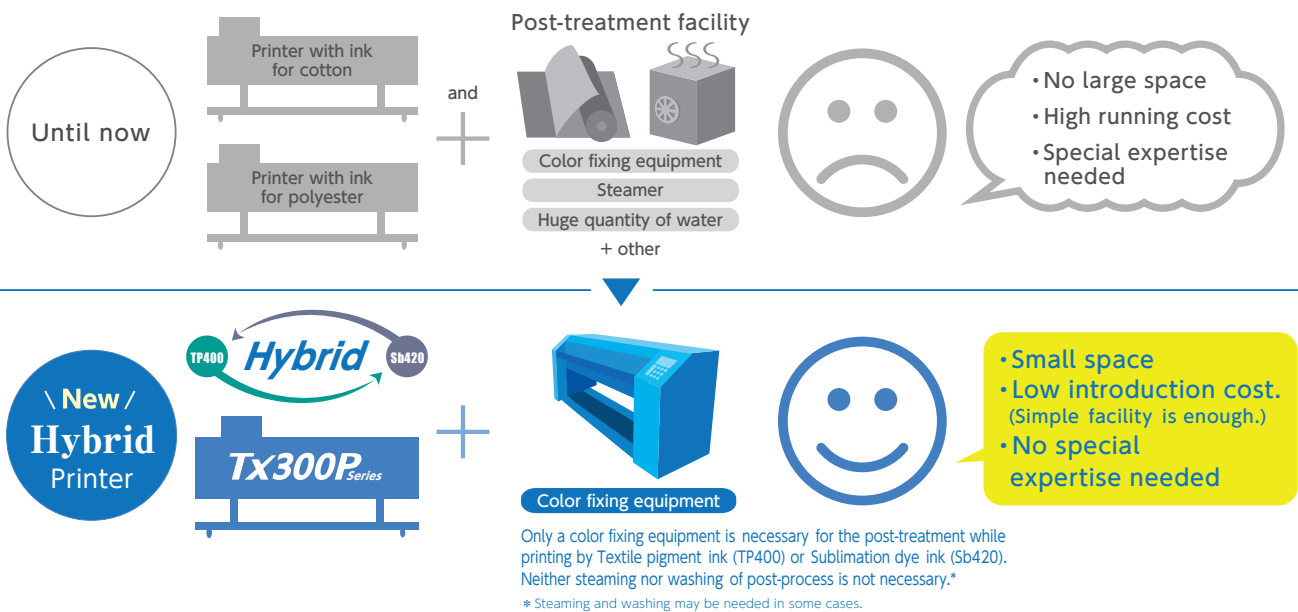 Until now
Printer with ink
for cotton
Printer with ink
for polyester
and
Post-treatment facility
Color fixing equipment
Steamer
Huge quantity of water
+ other
・No large space
・High running cost
・Special expertise
needed
\ New /
Hybrid
Printer
TP400
Hybrid
Sb420
Tx300P Series
Color fixing equipment
Only a color fixing equipment is necessary for the post-treatment while
printing by Textile pigment ink (TP400) or Sublimation dye ink (Sb420).
Neither steaming nor washing of post-process is not necessary.*
* Steaming and washing may be needed in some cases.
・Small space
・Low introduction cost.
(Simple facility is enough.)
・No special
expertise needed